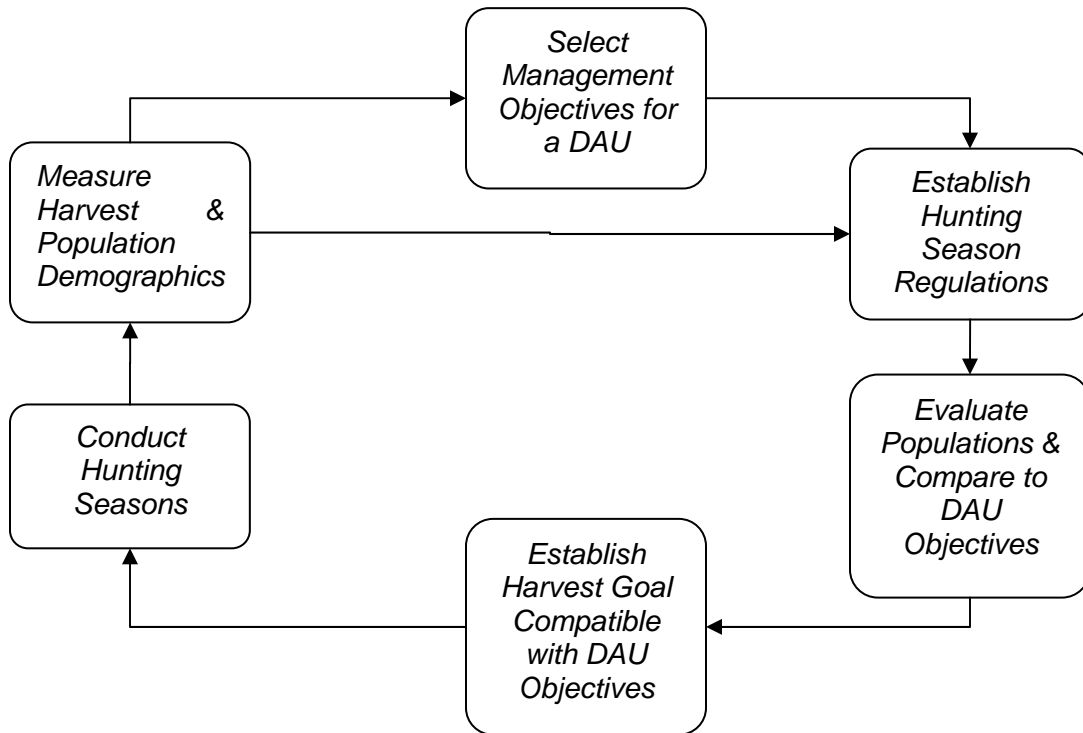 Select
Management
Objectives for
a DAU
Measure
Harvest &
Population
Demographics
Establish
Hunting
Season
Regulations
Evaluate
Populations &
Compare to
DAU
Objectives
Conduct
Hunting
Seasons
Establish
Harvest Goal
Compatible
with DAU
Objectives